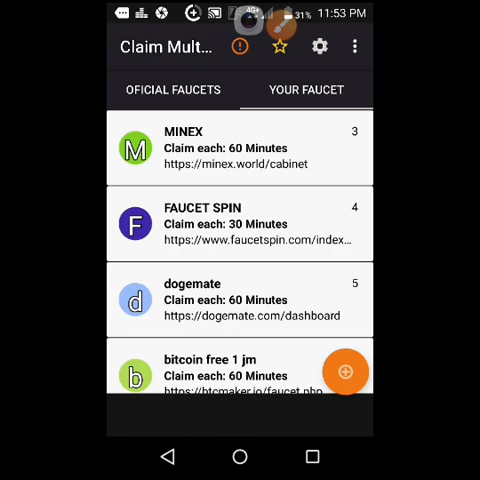 4G 31% 11:53 PM
Claim Mult...
OFICIAL FAUCETS YOUR FAUCET
M MINEX 3
Claim each: 60 Minutes
https://minex.world/cabinet
F FAUCET SPIN 4
Claim each: 30 Minutes
https://www.faucetspin.com/index...
d dogemate 5
Claim each: 60 Minutes
https://dogemate.com/dashboard
b bitcoin free 1 jm
Claim each: 60 Minutes
https://btcmaker.io/faucet.php